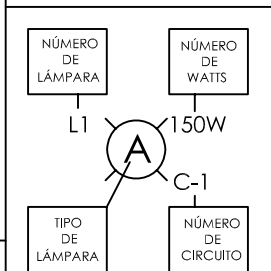 NÚMERO
DE
LÁMPARA
NÚMERO
DE
WATTS
L1
150W
A
C-1
TIPO
DE
LÁMPARA
NÚMERO
DE
CIRCUITO